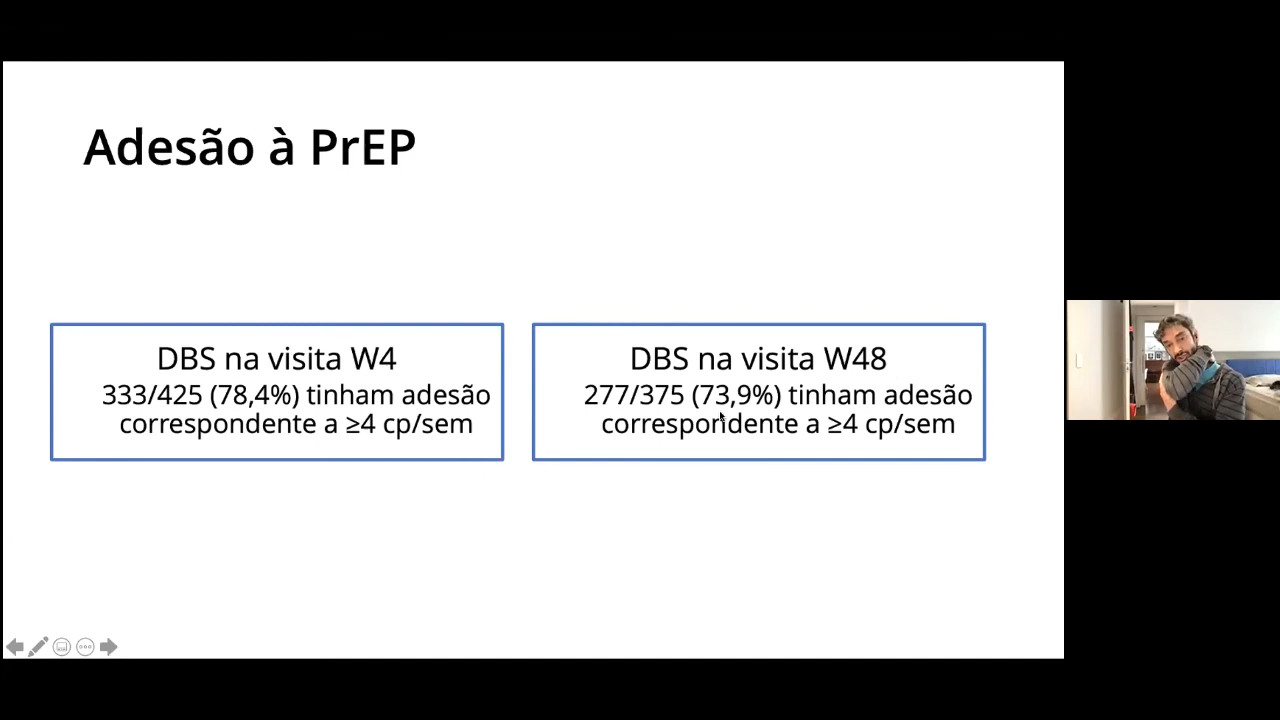 Adesão à PrEP
DBS na visita W4
333/425 (78,4%) tinham adesão
correspondente a ≥4 cp/sem
DBS na visita W48
277/375 (73,9%) tinham adesão
correspondente a ≥4 cp/sem